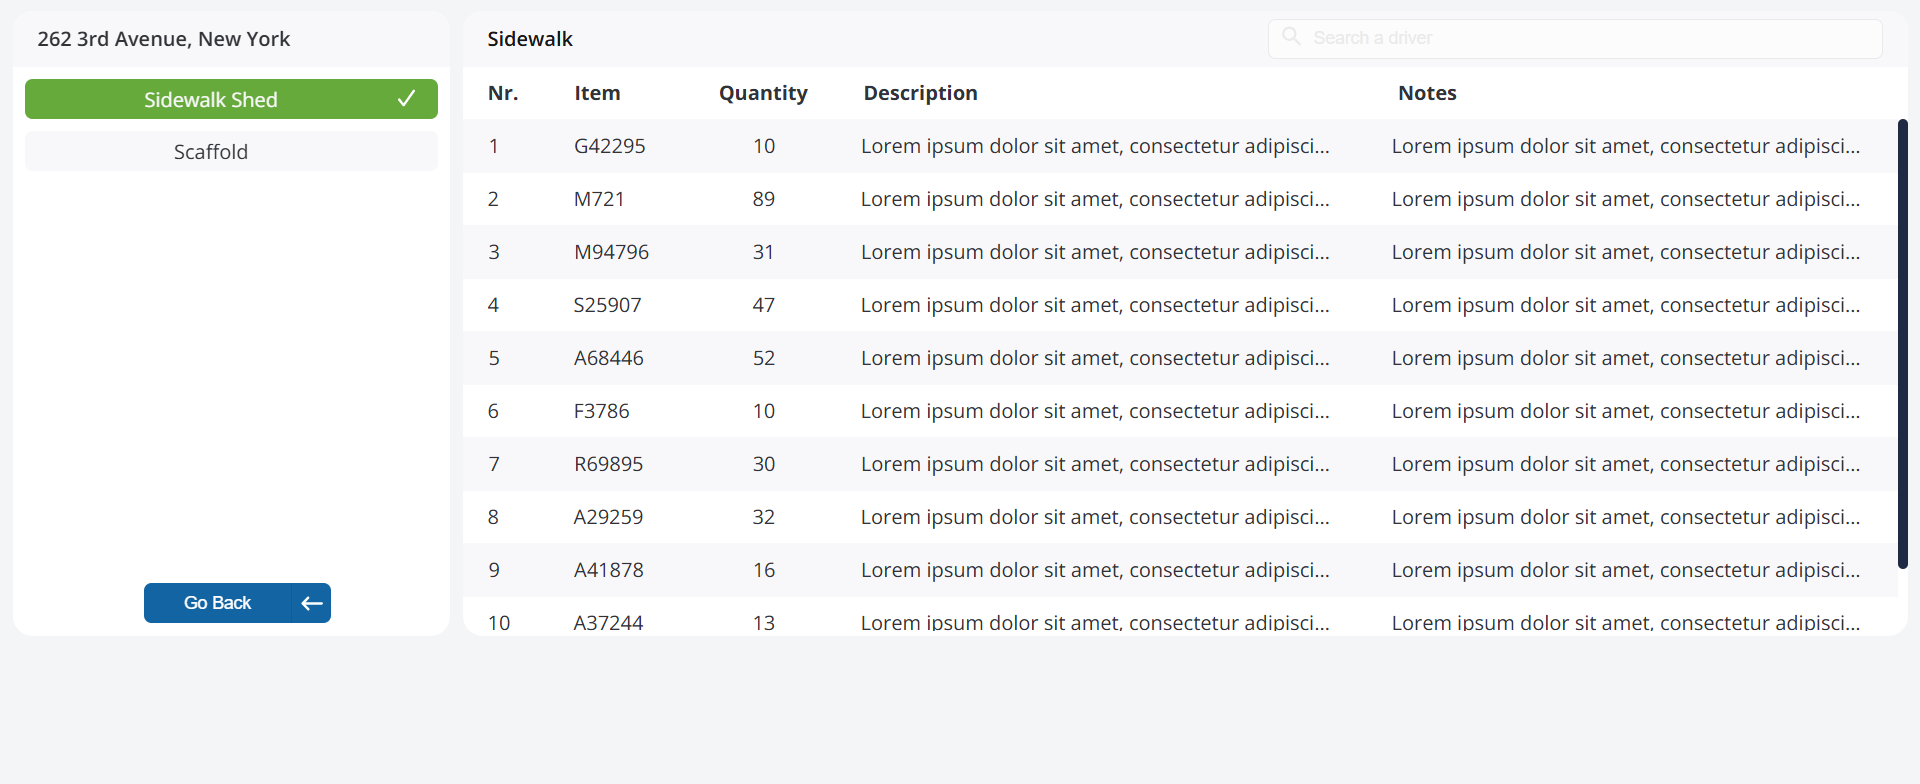 262 3rd Avenue, New York
Sidewalk Shed
Scaffold
Go Back
Sidewalk
Search a driver
Nr. Item Quantity Description Notes
1 G42295 10 Lorem ipsum dolor sit amet, consectetur adipisci... Lorem ipsum dolor sit amet, consectetur adipisci...
2 M721 89 Lorem ipsum dolor sit amet, consectetur adipisci... Lorem ipsum dolor sit amet, consectetur adipisci...
3 M94796 31 Lorem ipsum dolor sit amet, consectetur adipisci... Lorem ipsum dolor sit amet, consectetur adipisci...
4 S25907 47 Lorem ipsum dolor sit amet, consectetur adipisci... Lorem ipsum dolor sit amet, consectetur adipisci...
5 A68446 52 Lorem ipsum dolor sit amet, consectetur adipisci... Lorem ipsum dolor sit amet, consectetur adipisci...
6 F3786 10 Lorem ipsum dolor sit amet, consectetur adipisci... Lorem ipsum dolor sit amet, consectetur adipisci...
7 R69895 30 Lorem ipsum dolor sit amet, consectetur adipisci... Lorem ipsum dolor sit amet, consectetur adipisci...
8 A29259 32 Lorem ipsum dolor sit amet, consectetur adipisci... Lorem ipsum dolor sit amet, consectetur adipisci...
9 A41878 16 Lorem ipsum dolor sit amet, consectetur adipisci... Lorem ipsum dolor sit amet, consectetur adipisci...
10 A37244 13 Lorem ipsum dolor sit amet, consectetur adipisci... Lorem ipsum dolor sit amet, consectetur adipisci...